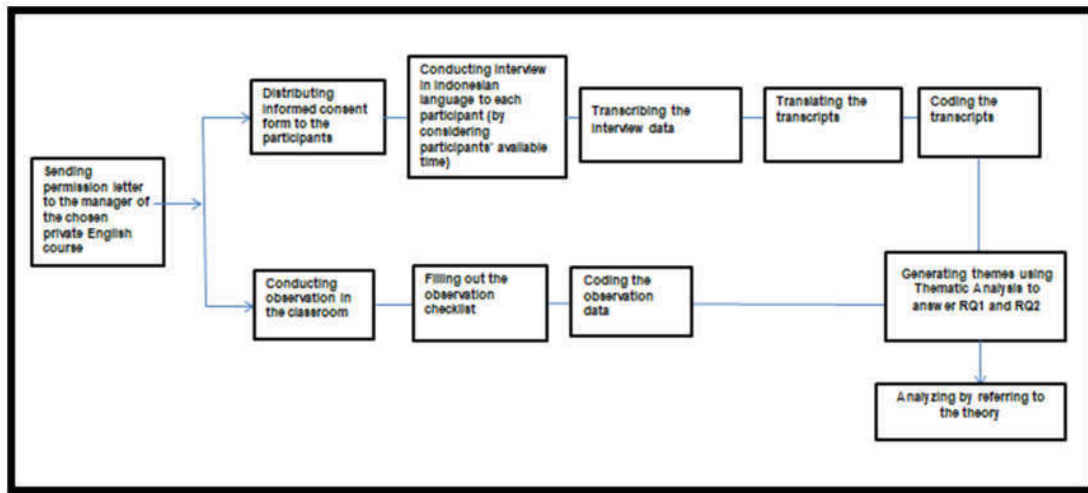 Sending
permission letter
to the manager of
the chosen
private English
course
Distributing
informed consent
form to the
participants
Conducting interview
in Indonesian
language to each
participant (by
considering
participants' available
time)
Transcribing the
interview data
Translating the
transcripts
Coding the
transcripts
Conducting
observation in
the classroom
Filling out the
observation
checklist
Coding the
observation
data
Generating themes using
Thematic Analysis to
answer RQ1 and RQ2
Analyzing by referring to
the theory